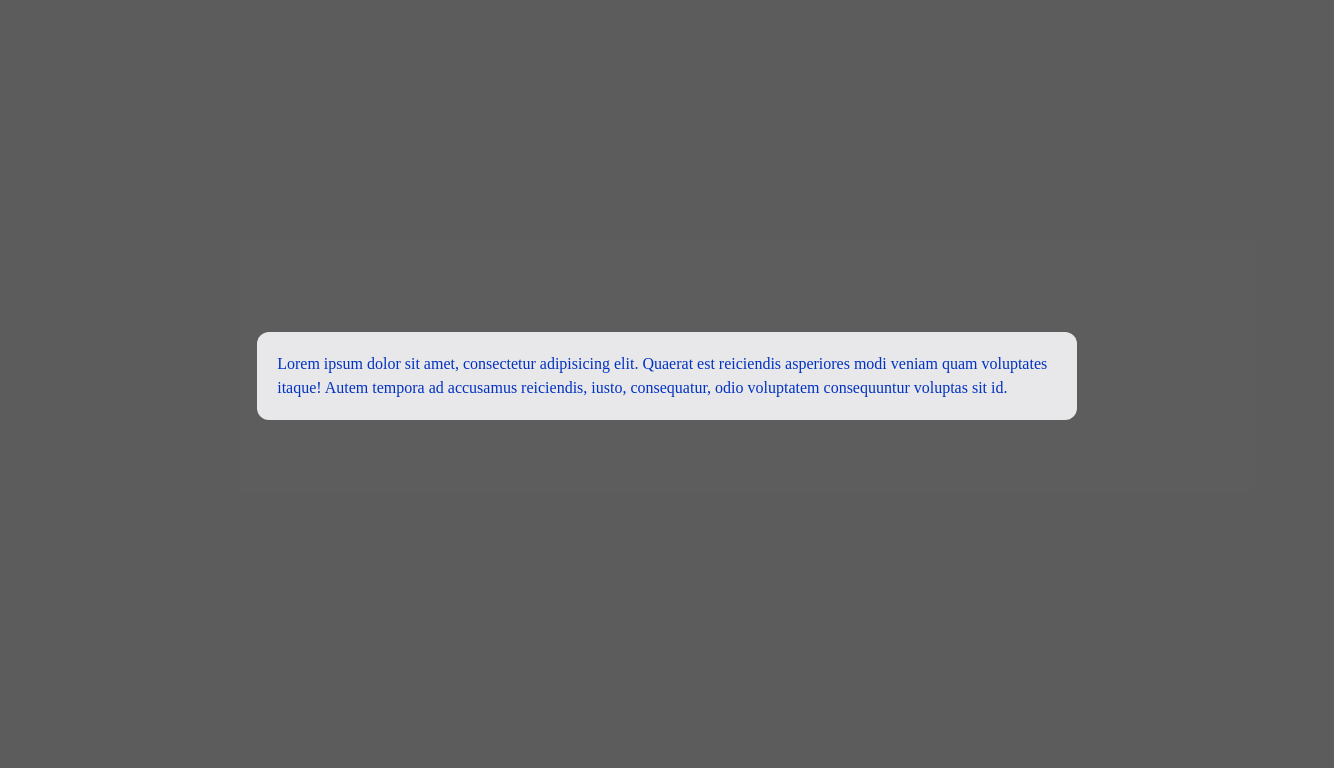 Lorem ipsum dolor sit amet, consectetur adipisicing elit. Quaerat est reiciendis asperiores modi veniam quam voluptates
itaque! Autem tempora ad accusamus reiciendis, iusto, consequatur, odio voluptatem consequuntur voluptas sit id.